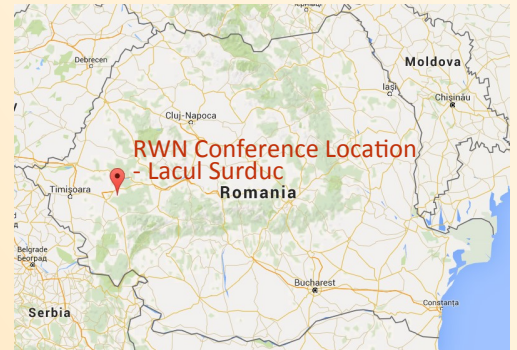 Debrecen
Moldova
Iași
Chișinău
Cluj-Napoca
RWN Conference Location
- Lacul Surduc
Timișoara
Romania
Belgrade
Београд
Bucharest
Constanța
Serbia